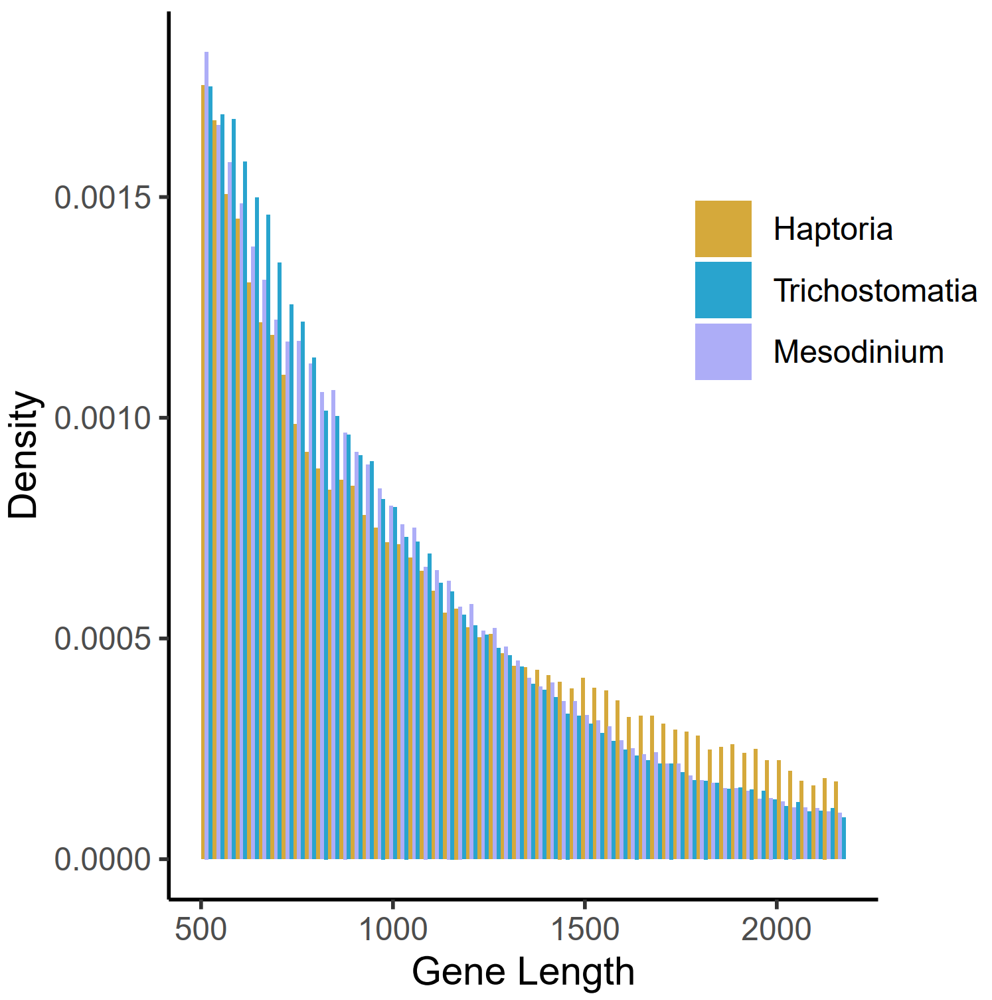 Density
0.0015
0.0010
0.0005
0.0000
Haptoria
Trichostomatia
Mesodinium
500 1000 1500 2000
Gene Length